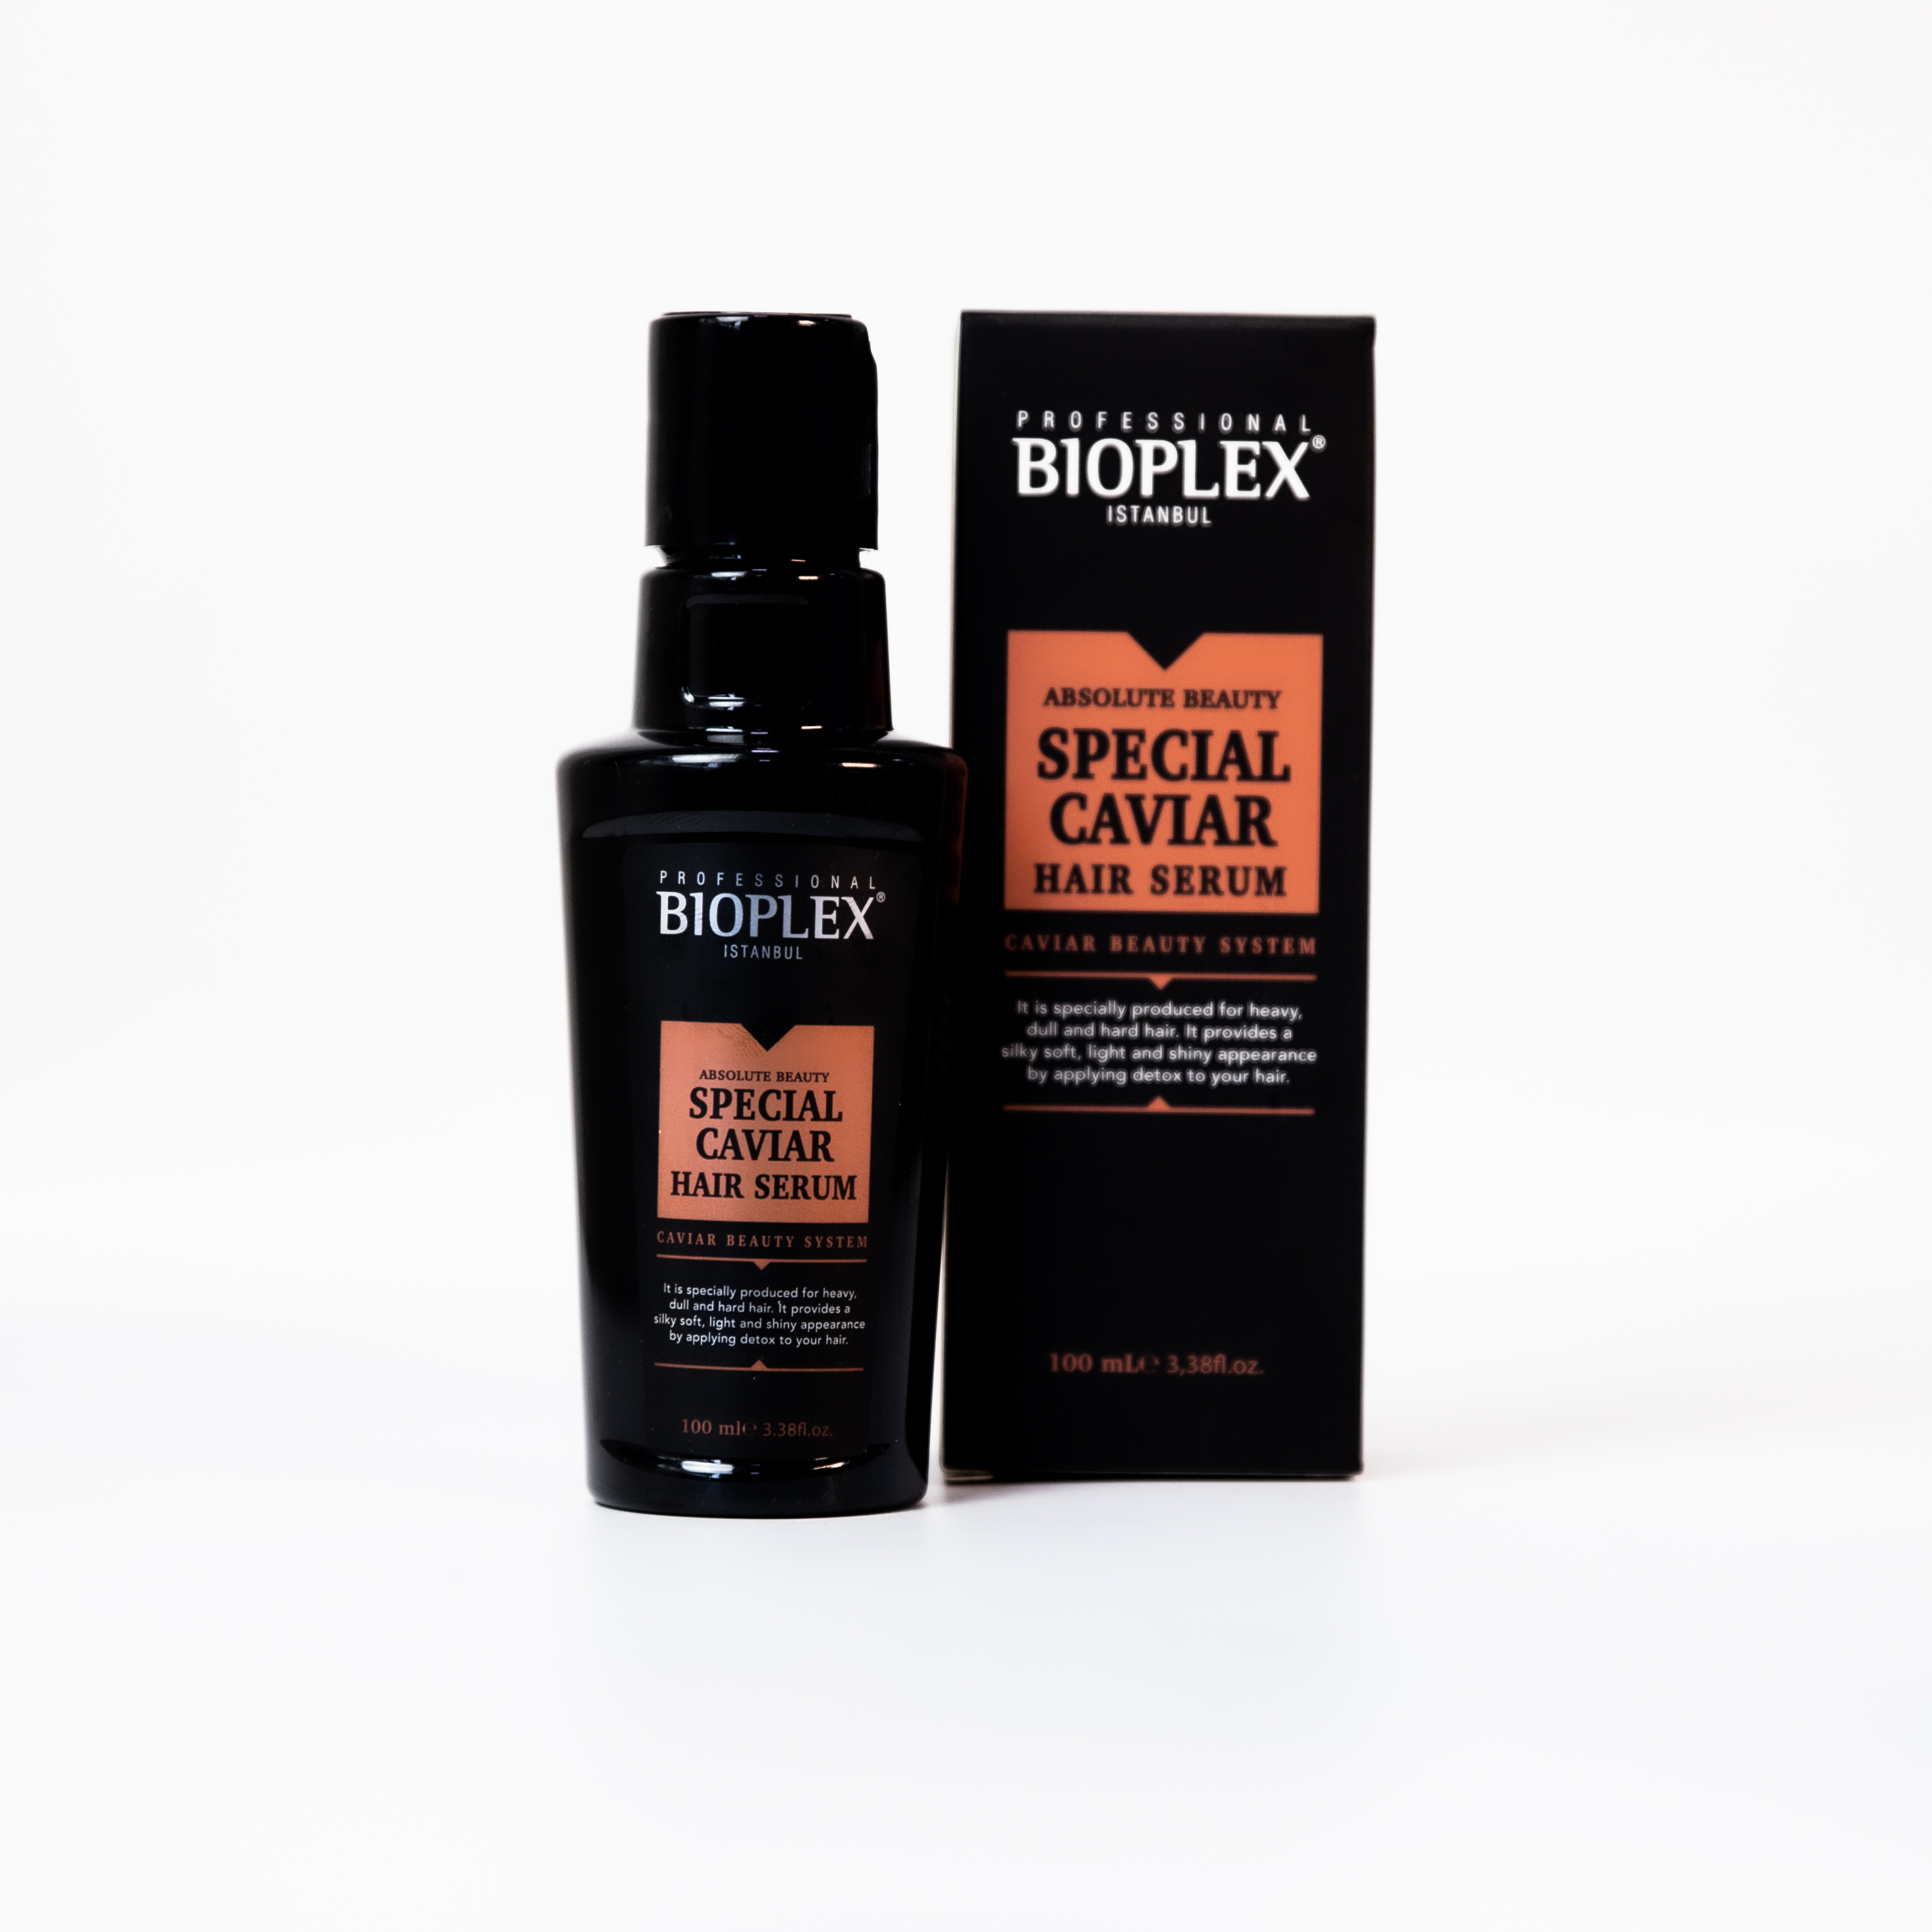 PROFESSIONAL
BIOPLEX®
ISTANBUL
ABSOLUTE BEAUTY
SPECIAL
CAVIAR
HAIR SERUM
CAVIAR BEAUTY SYSTEM
It is specially produced for heavy,
dull and hard hair. It provides a
silky soft, light and shiny appearance
by applying detox to your hair.
100 ml℮ 3.38fl.oz.
PROFESSIONAL
BIOPLEX®
ISTANBUL
ABSOLUTE BEAUTY
SPECIAL
CAVIAR
HAIR SERUM
CAVIAR BEAUTY SYSTEM
It is specially produced for heavy,
dull and hard hair. It provides a
silky soft, light and shiny appearance
by applying detox to your hair.
100 mL℮ 3,38fl.oz.